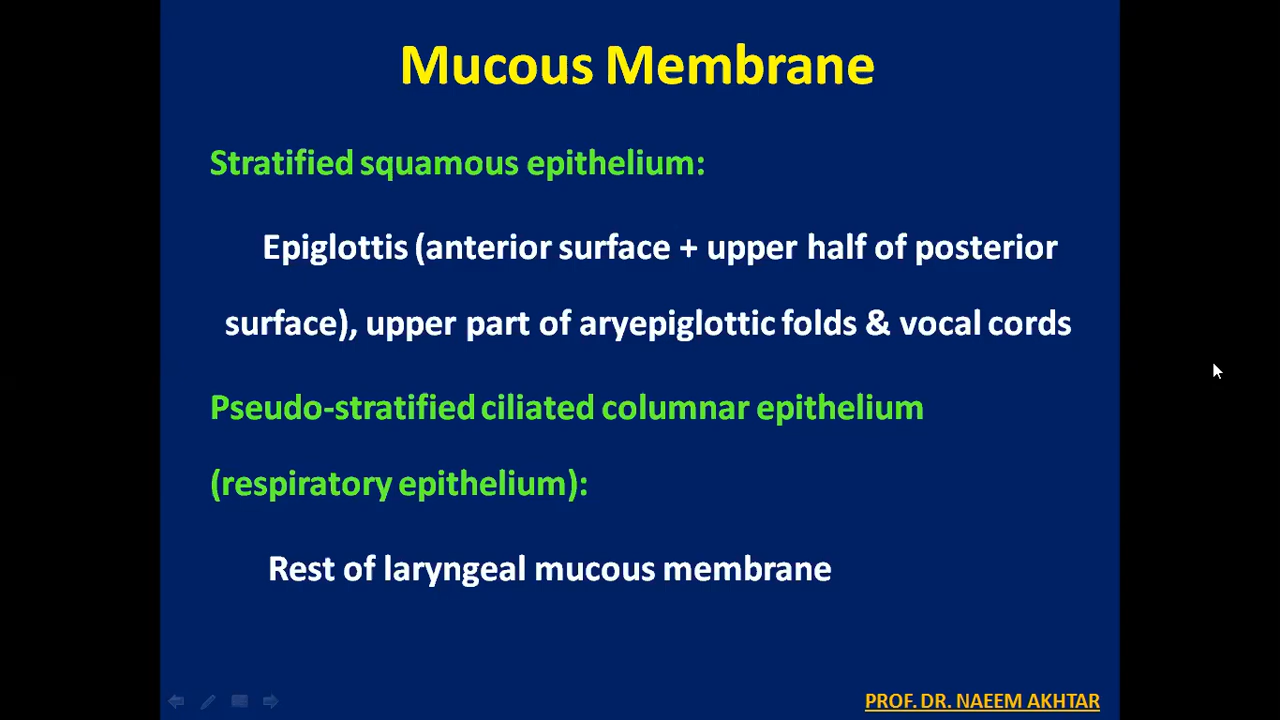 Mucous Membrane
Stratified squamous epithelium:
Epiglottis (anterior surface + upper half of posterior
surface), upper part of aryepiglottic folds & vocal cords
Pseudo-stratified ciliated columnar epithelium
(respiratory epithelium):
Rest of laryngeal mucous membrane
PROF. DR. NAEEM AKHTAR